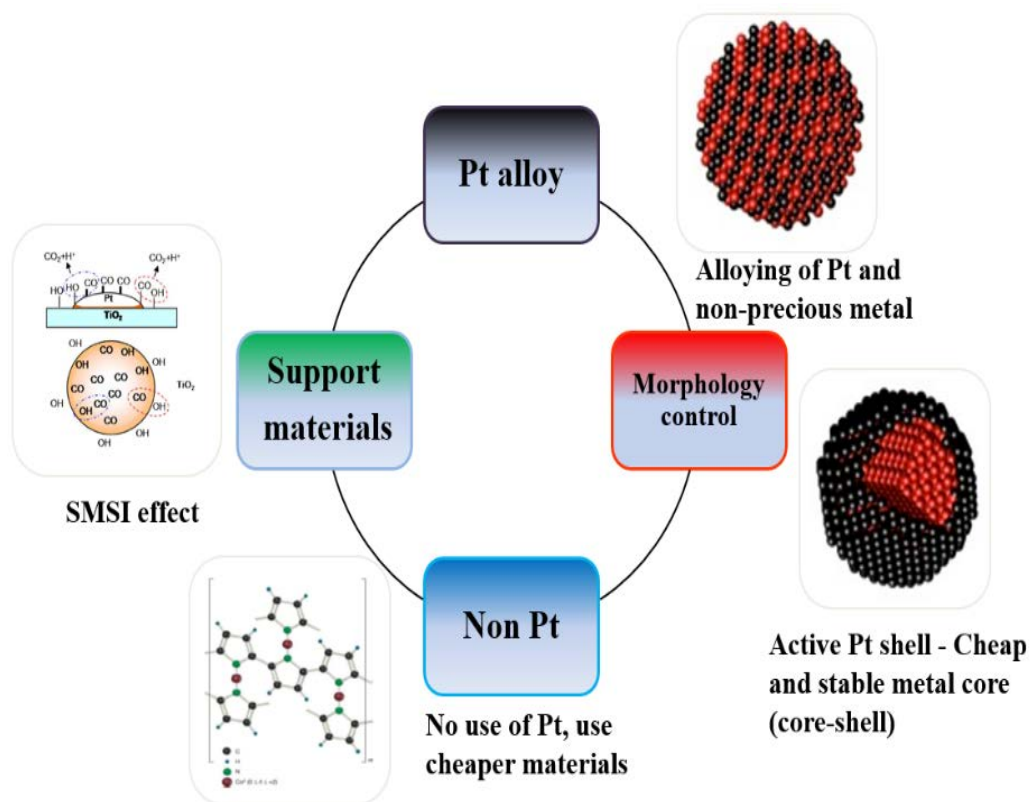 Pt alloy
Alloying of Pt and
non-precious metal
CO₂+H⁺
CO₂+H⁺
HO
HO
CO
CO
CO
CO
CO
OH
Pt
TiO₂
OH
CO
OH
OH
CO
OH
CO
CO
CO
TiO₂
CO
CO
OH
CO
OH
OH
CO
OH
OH
Support
materials
SMSI effect
Morphology
control
Active Pt shell - Cheap
and stable metal core
(core-shell)
Non Pt
No use of Pt, use
cheaper materials
C
H
N